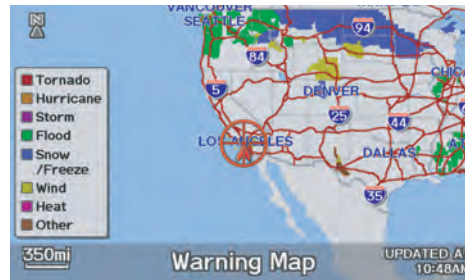 VANCOUVER
SEATTLE
N
94
84
CHIC
5
DENVER
25
44
LOS ANGELES
DALLAS
A
35
Tornado
Hurricane
Storm
Flood
Snow
/Freeze
Wind
Heat
Other
350mi
Warning Map
UPDATED A
10:48AM